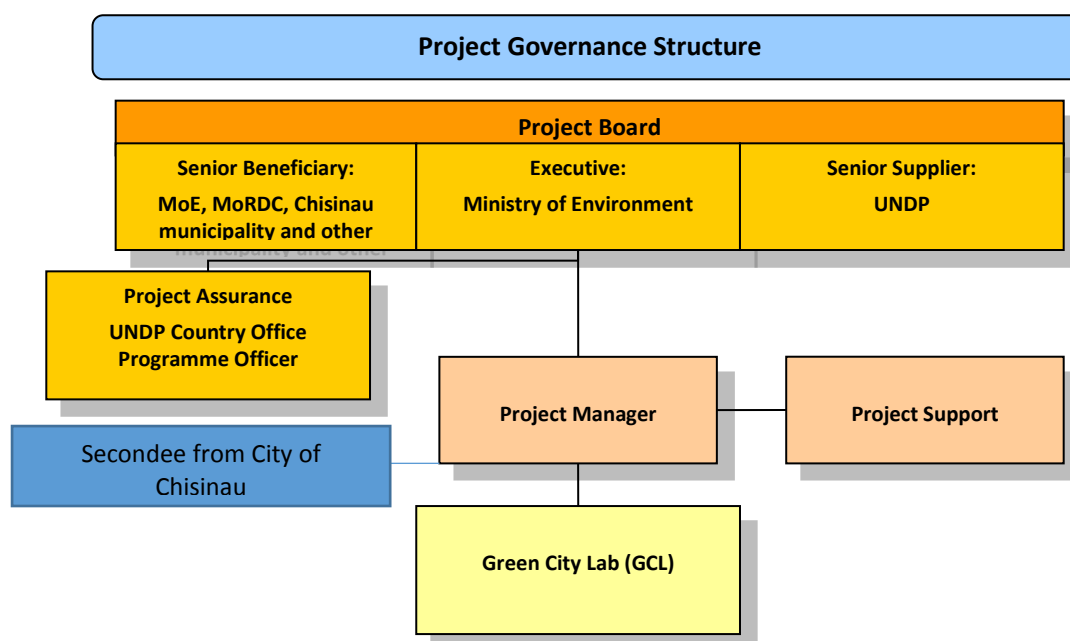 Project Governance Structure
Project Board
Senior Beneficiary:
MoE, MoRDC, Chisinau
municipality and other
Executive:
Ministry of Environment
Senior Supplier:
UNDP
Project Assurance
UNDP Country Office
Programme Officer
Project Manager
Project Support
Secondee from City of
Chisinau
Green City Lab (GCL)